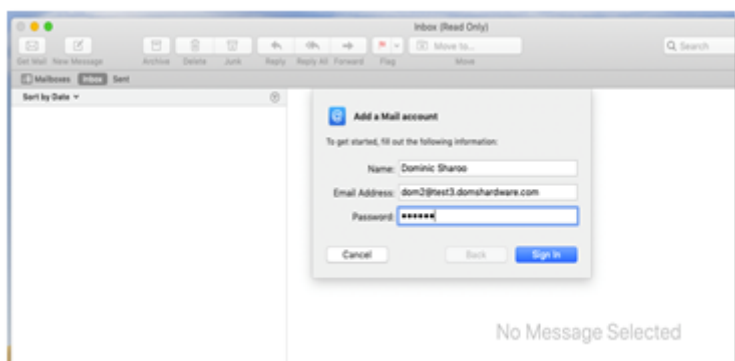 Inbox (Read Only)
Get Mail New Message Archive Delete Junk Reply Reply All Forward Flag Move to... Move Search
Mailboxes Inbox Sent
Sort by Date
Add a Mail account
To get started, fill out the following information:
Name: Dominic Sharoo
Email Address: dom2@test3.domshardware.com
Password: ••••••
Cancel Back Sign In
No Message Selected